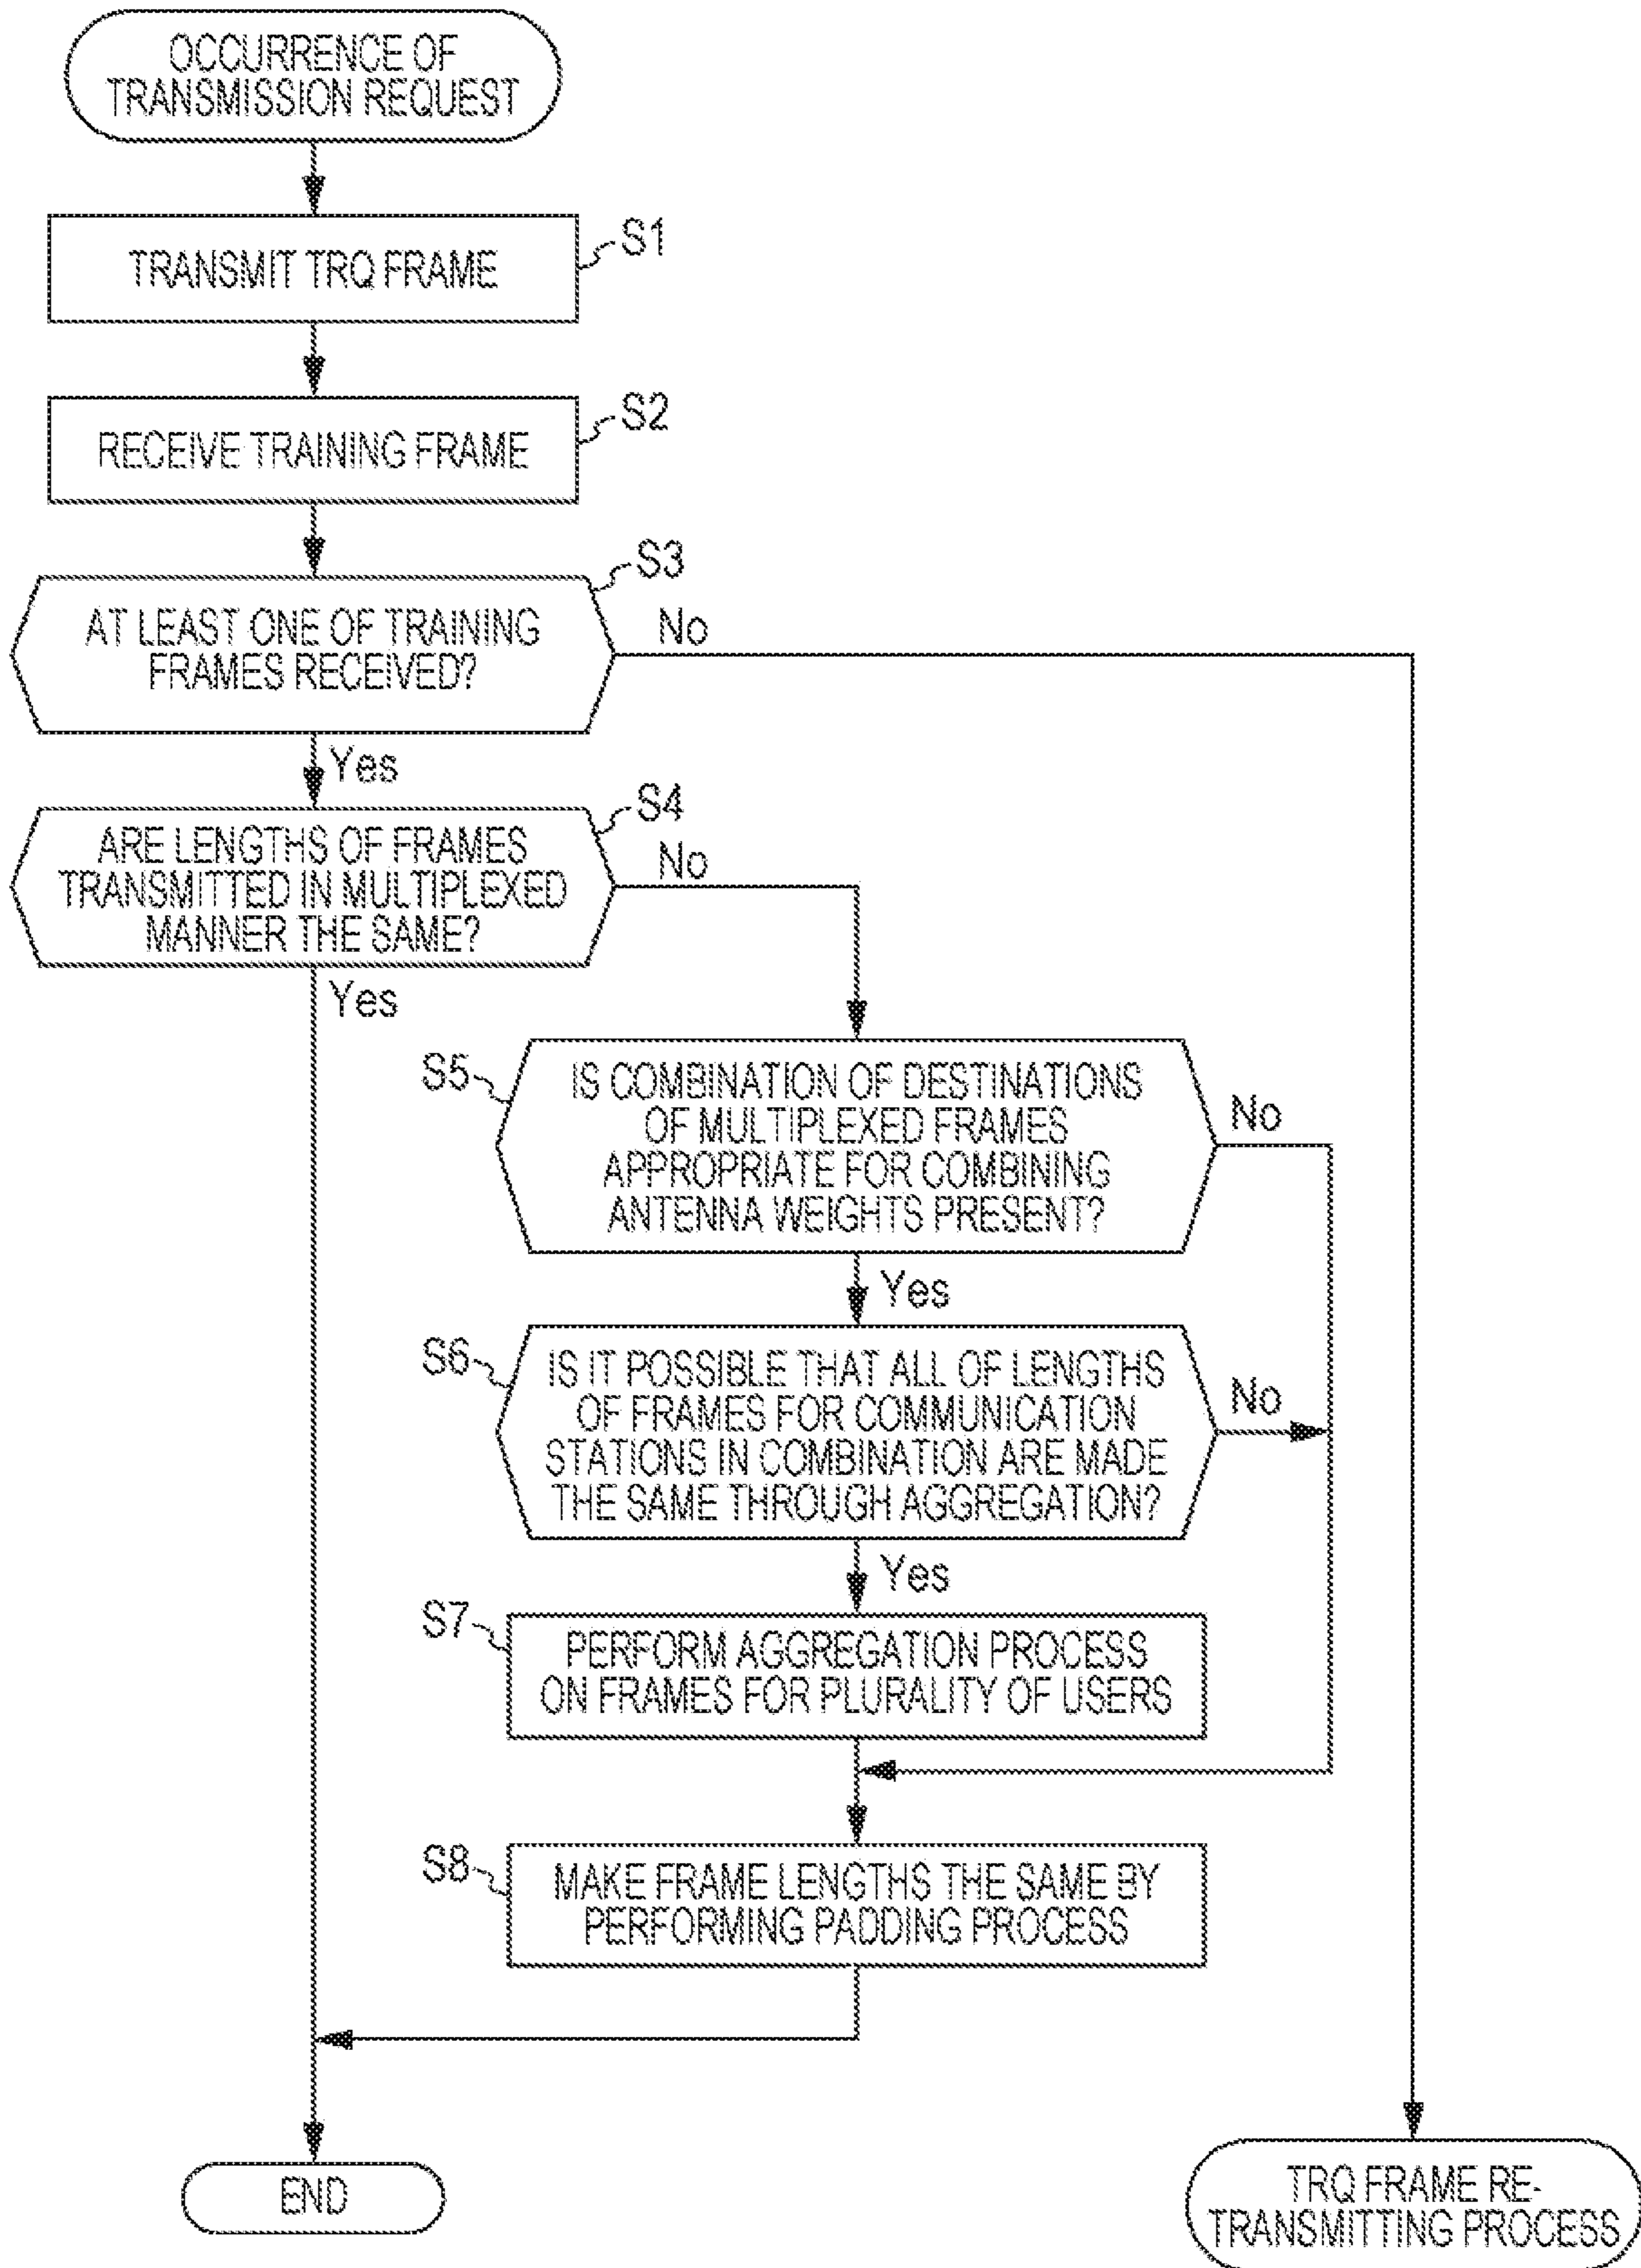 OCCURRENCE OF
TRANSMISSION REQUEST
TRANSMIT TRQ FRAME
S1
RECEIVE TRAINING FRAME
S2
S3
AT LEAST ONE OF TRAINING
FRAMES RECEIVED?
No
Yes
S4
ARE LENGTHS OF FRAMES
TRANSMITTED IN MULTIPLEXED
MANNER THE SAME?
No
Yes
S5
IS COMBINATION OF DESTINATIONS
OF MULTIPLEXED FRAMES
APPROPRIATE FOR COMBINING
ANTENNA WEIGHTS PRESENT?
No
Yes
S6
IS IT POSSIBLE THAT ALL OF LENGTHS
OF FRAMES FOR COMMUNICATION
STATIONS IN COMBINATION ARE MADE
THE SAME THROUGH AGGREGATION?
No
Yes
S7
PERFORM AGGREGATION PROCESS
ON FRAMES FOR PLURALITY OF USERS
S8
MAKE FRAME LENGTHS THE SAME BY
PERFORMING PADDING PROCESS
END
TRQ FRAME RE-
TRANSMITTING PROCESS